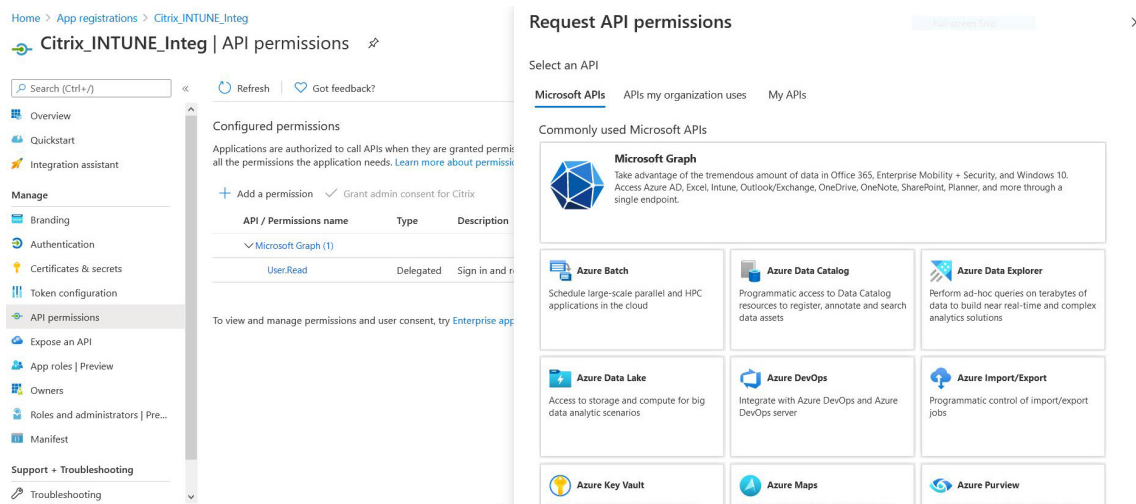 Home > App registrations > Citrix_INTUNE_Integ
Citrix_INTUNE_Integ | API permissions
Search (Ctrl+/)
«
Overview
Quickstart
Integration assistant
Manage
Branding
Authentication
Certificates & secrets
Token configuration
API permissions
Expose an API
App roles | Preview
Owners
Roles and administrators | Pre...
Manifest
Support + Troubleshooting
Troubleshooting
Refresh
Got feedback?
Configured permissions
Applications are authorized to call APIs when they are granted permis
all the permissions the application needs. Learn more about permissio
Add a permission
Grant admin consent for Citrix
API / Permissions name Type Description
Microsoft Graph (1)
User.Read Delegated Sign in and r
To view and manage permissions and user consent, try Enterprise app
Request API permissions
Select an API
Microsoft APIs APIs my organization uses My APIs
Commonly used Microsoft APIs
Microsoft Graph
Take advantage of the tremendous amount of data in Office 365, Enterprise Mobility + Security, and Windows 10.
Access Azure AD, Excel, Intune, Outlook/Exchange, OneDrive, OneNote, SharePoint, Planner, and more through a
single endpoint.
Azure Batch
Schedule large-scale parallel and HPC
applications in the cloud
Azure Data Catalog
Programmatic access to Data Catalog
resources to register, annotate and search
data assets
Azure Data Explorer
Perform ad-hoc queries on terabytes of
data to build near real-time and complex
analytics solutions
Azure Data Lake
Access to storage and compute for big
data analytic scenarios
Azure DevOps
Integrate with Azure DevOps and Azure
DevOps server
Azure Import/Export
Programmatic control of import/export
jobs
Azure Key Vault
Azure Maps
Azure Purview